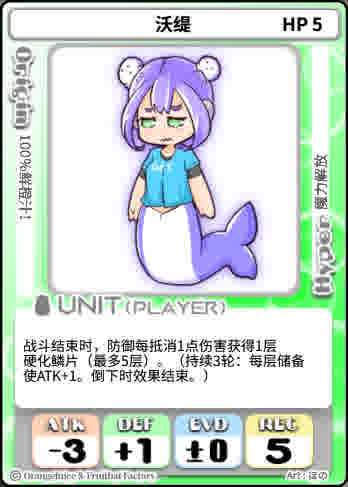 沃缇 HP 5
Origin
100%鲜橙汁!
Hyper 魔力解放
UNIT(PLAYER)
战斗结束时，防御每抵消1点伤害获得1层
硬化鳞片（最多5层）。（持续3轮：每层储备
使ATK+1。倒下时效果结束。）
ATK DEF EVD REC
-3 +1 ±0 5
© OrangeJuice & Fruitbat Factory Art : ほの